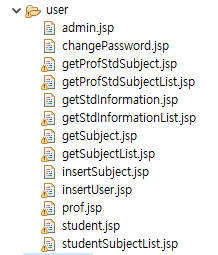 user
admin.jsp
changePassword.jsp
getProfStdSubject.jsp
getProfStdSubjectList.jsp
getStdInformation.jsp
getStdInformationList.jsp
getSubject.jsp
getSubjectList.jsp
insertSubject.jsp
insertUser.jsp
prof.jsp
student.jsp
studentSubjectList.jsp